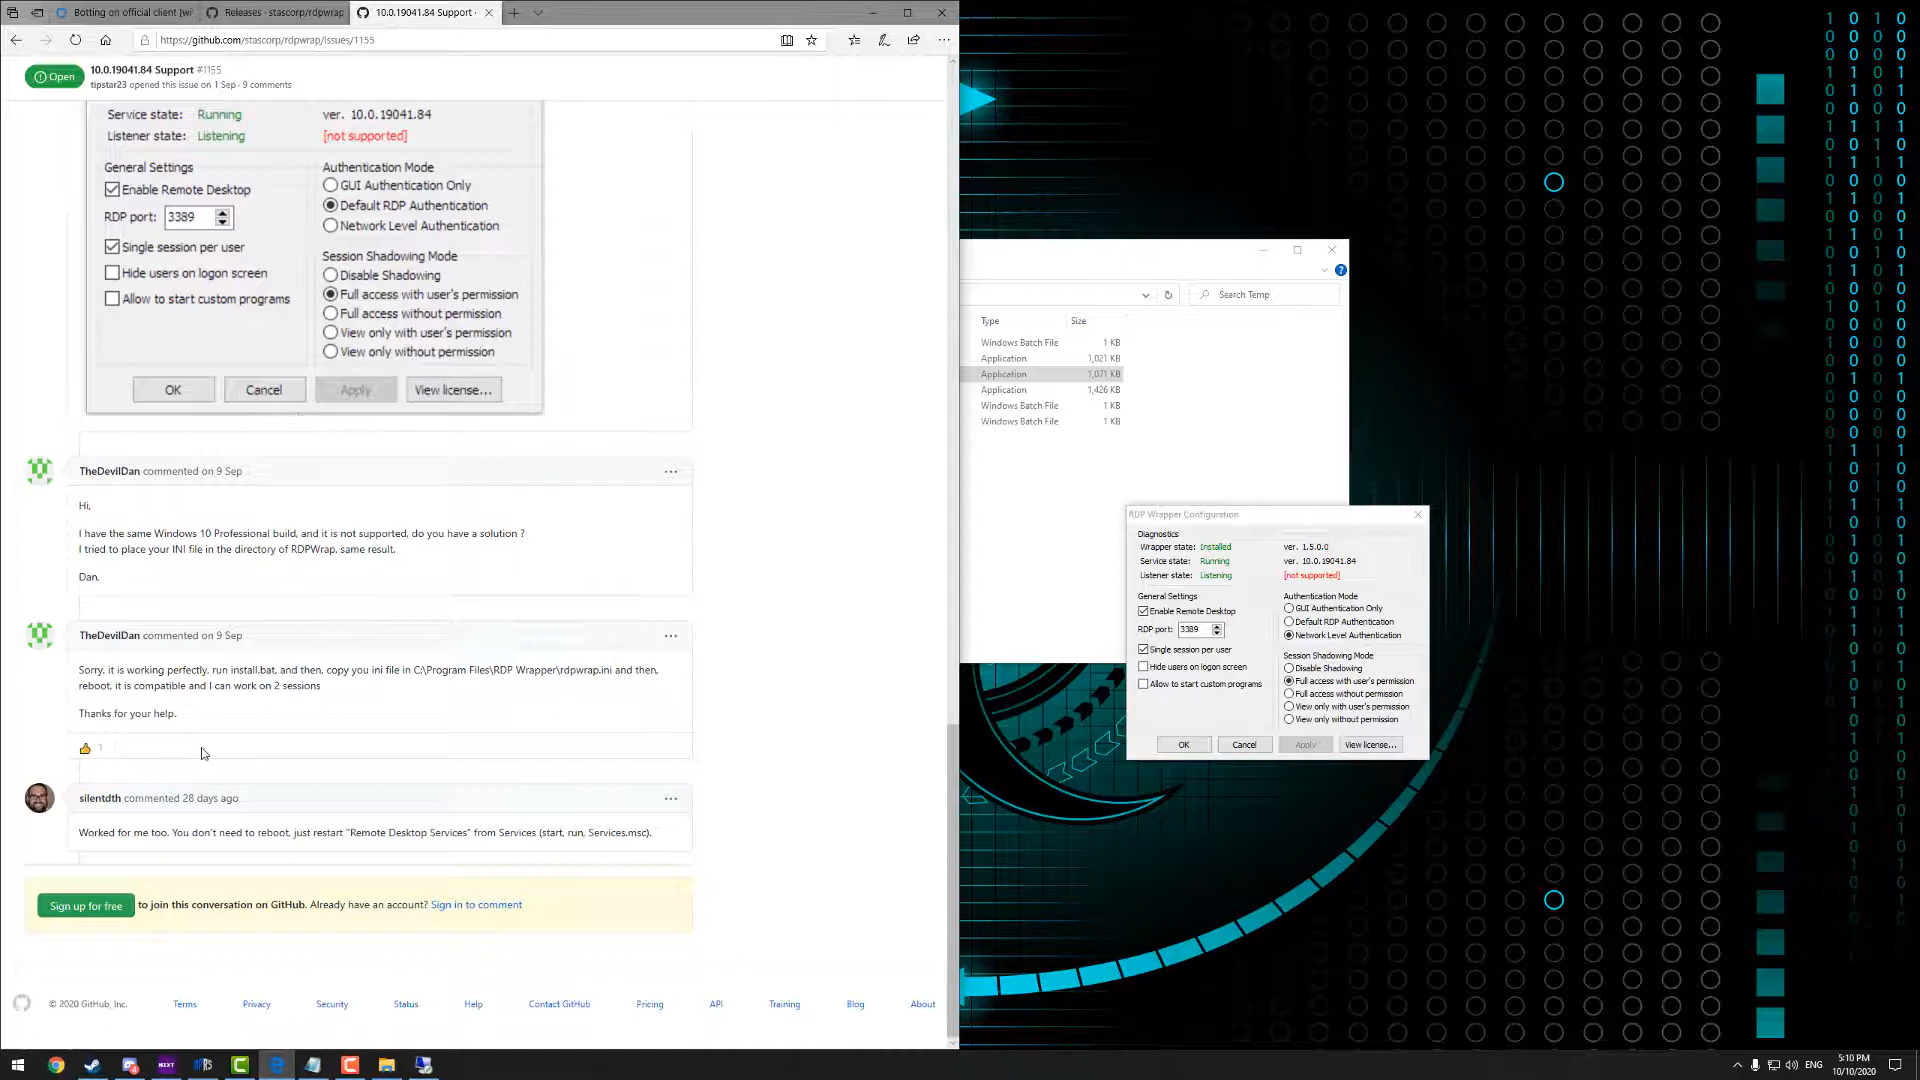 Botting on official client [wi
Releases · stascorp/rdpwrap
10.0.19041.84 Support ·
https://github.com/stascorp/rdpwrap/issues/1155
Open
10.0.19041.84 Support #1155
tipstar23 opened this issue on 1 Sep · 9 comments
Service state: Running ver. 10.0.19041.84
Listener state: Listening [not supported]
General Settings
Enable Remote Desktop
RDP port: 3389
Single session per user
Hide users on logon screen
Allow to start custom programs
Authentication Mode
GUI Authentication Only
Default RDP Authentication
Network Level Authentication
Session Shadowing Mode
Disable Shadowing
Full access with user's permission
Full access without permission
View only with user's permission
View only without permission
OK
Cancel
Apply
View license...
TheDevilDan commented on 9 Sep
Hi,
I have the same Windows 10 Professional build, and it is not supported, do you have a solution ?
I tried to place your INI file in the directory of RDPWrap, same result.
Dan,
TheDevilDan commented on 9 Sep
Sorry, it is working perfectly, run install.bat, and then, copy you ini file in C:\Program Files\RDP Wrapper\rdpwrap.ini and then,
reboot, it is compatible and I can work on 2 sessions
Thanks for your help.
1
silentdth commented 28 days ago
Worked for me too. You don't need to reboot, just restart "Remote Desktop Services" from Services (start, run, Services.msc).
Sign up for free to join this conversation on GitHub. Already have an account? Sign in to comment
© 2020 GitHub, Inc.
Terms
Privacy
Security
Status
Help
Contact GitHub
Pricing
API
Training
Blog
About
Search Temp
Type Size
Windows Batch File 1 KB
Application 1,021 KB
Application 1,071 KB
Application 1,426 KB
Windows Batch File 1 KB
Windows Batch File 1 KB
RDP Wrapper Configuration
Diagnostics
Wrapper state: Installed ver. 1.5.0.0
Service state: Running ver. 10.0.19041.84
Listener state: Listening [not supported]
General Settings
Enable Remote Desktop
RDP port: 3389
Single session per user
Hide users on logon screen
Allow to start custom programs
Authentication Mode
GUI Authentication Only
Default RDP Authentication
Network Level Authentication
Session Shadowing Mode
Disable Shadowing
Full access with user's permission
Full access without permission
View only with user's permission
View only without permission
OK
Cancel
Apply
View license...
ENG
5:10 PM
10/10/2020